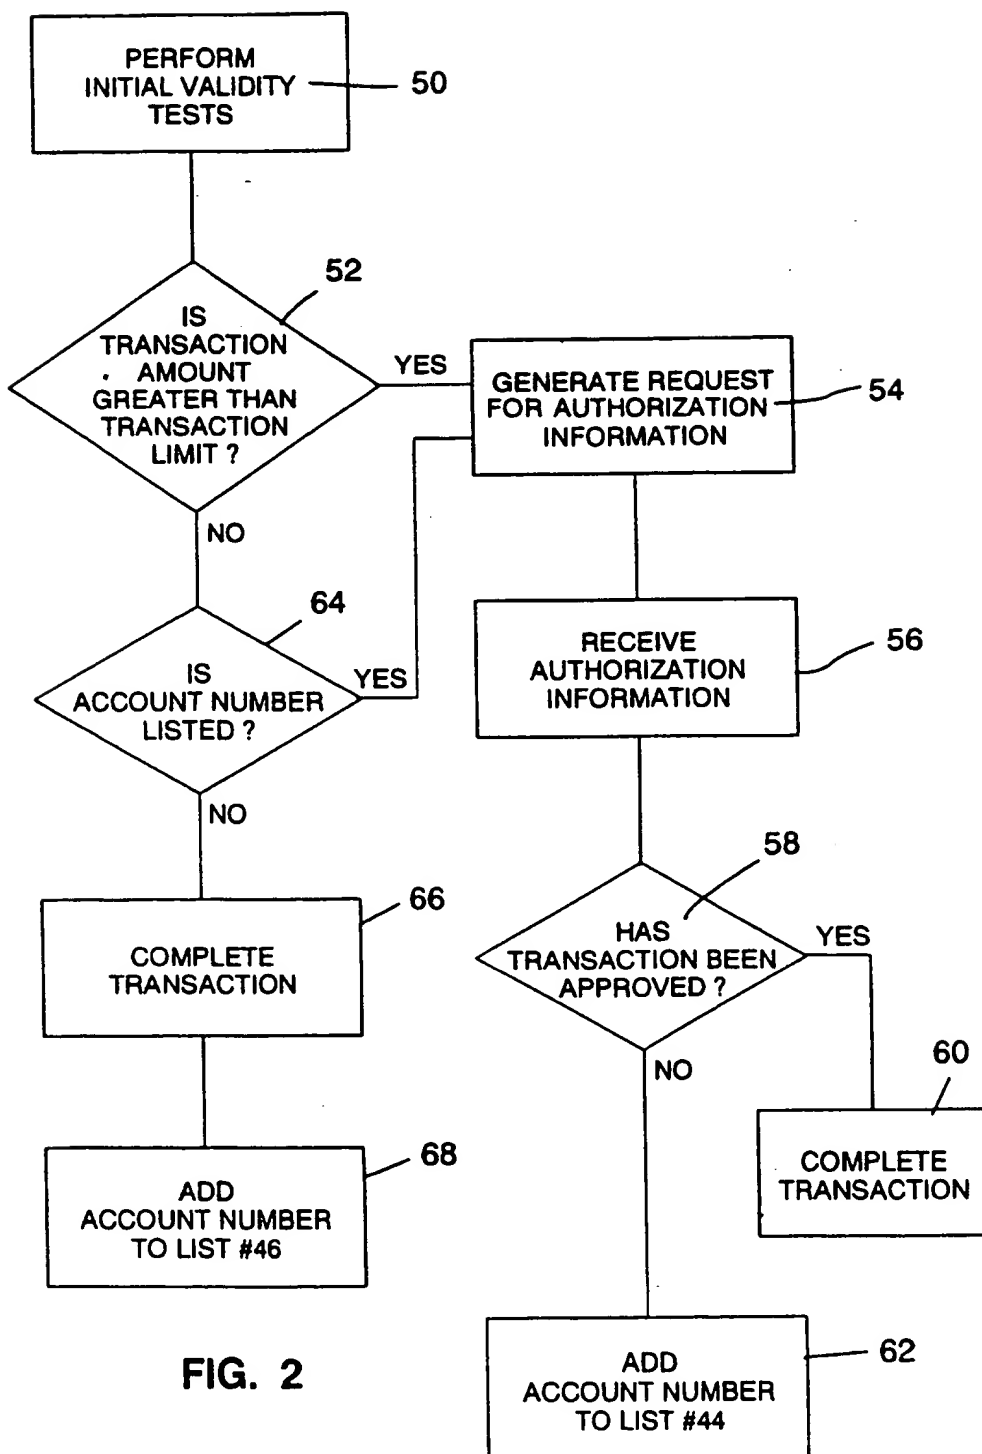 PERFORM
INITIAL VALIDITY
TESTS
50
52
IS
TRANSACTION
AMOUNT
GREATER THAN
TRANSACTION
LIMIT ?
YES
NO
GENERATE REQUEST
FOR AUTHORIZATION
INFORMATION
54
64
IS
ACCOUNT NUMBER
LISTED ?
YES
NO
RECEIVE
AUTHORIZATION
INFORMATION
56
58
HAS
TRANSACTION BEEN
APPROVED ?
YES
NO
66
COMPLETE
TRANSACTION
60
COMPLETE
TRANSACTION
68
ADD
ACCOUNT NUMBER
TO LIST #46
62
ADD
ACCOUNT NUMBER
TO LIST #44
FIG. 2